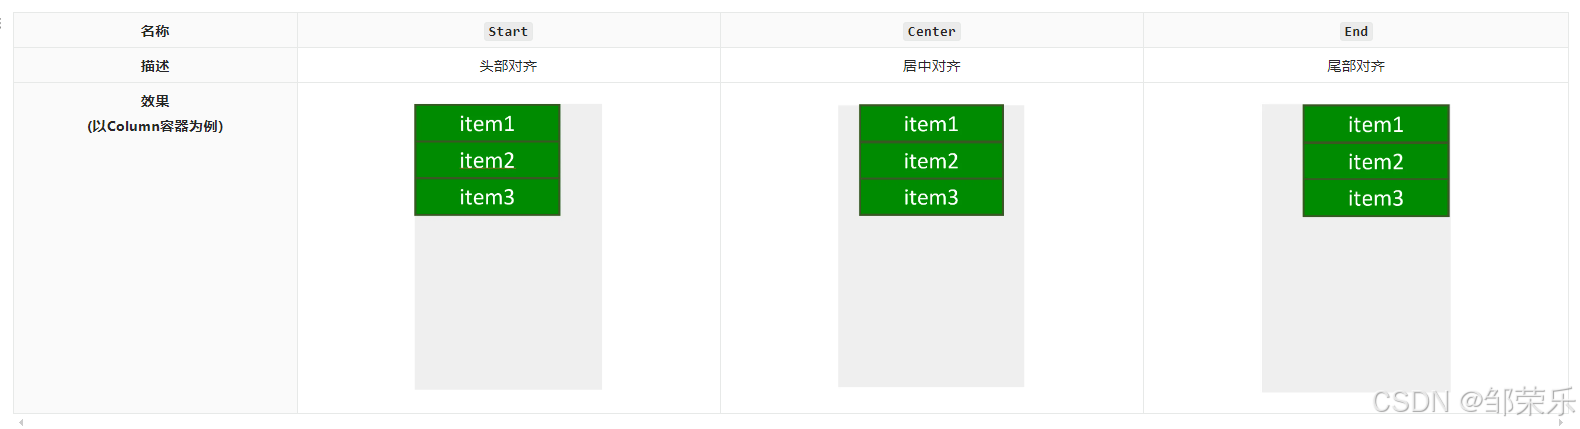 名称 Start Center End
描述 头部对齐 居中对齐 尾部对齐
效果
(以Column容器为例)
item1 item1 item1
item2 item2 item2
item3 item3 item3
CSDN @邹荣乐